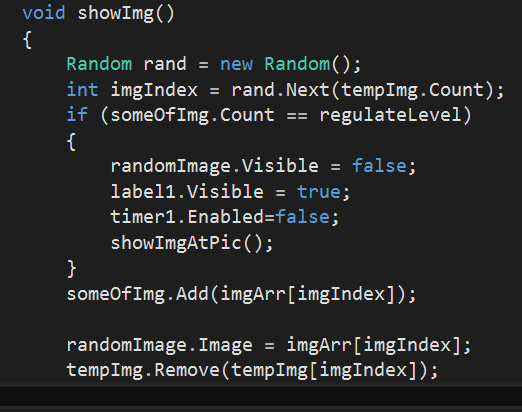 void showImg()
{
Random rand = new Random();
int imgIndex = rand.Next(tempImg.Count);
if (someOfImg.Count == regulateLevel)
{
randomImage.Visible = false;
label1.Visible = true;
timer1.Enabled=false;
showImgAtPic();
}
someOfImg.Add(imgArr[imgIndex]);
randomImage.Image = imgArr[imgIndex];
tempImg.Remove(tempImg[imgIndex]);